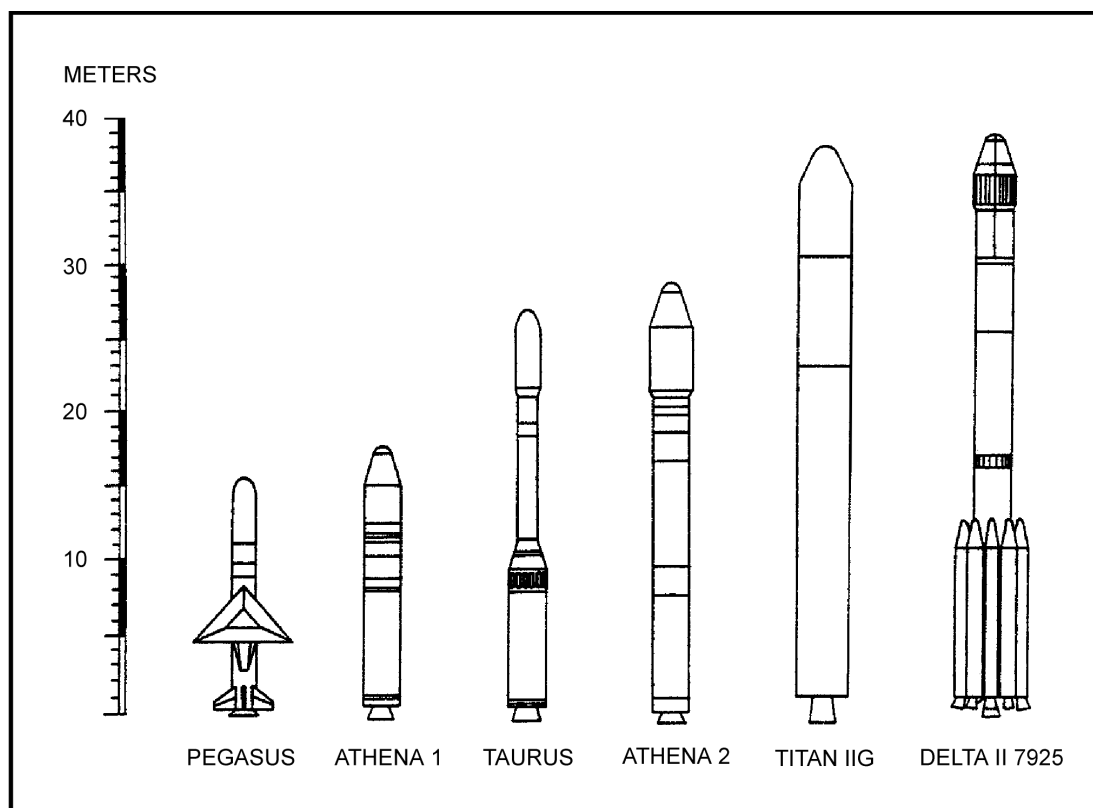 METERS
40
30
20
10
PEGASUS
ATHENA 1
TAURUS
ATHENA 2
TITAN IIG
DELTA II 7925